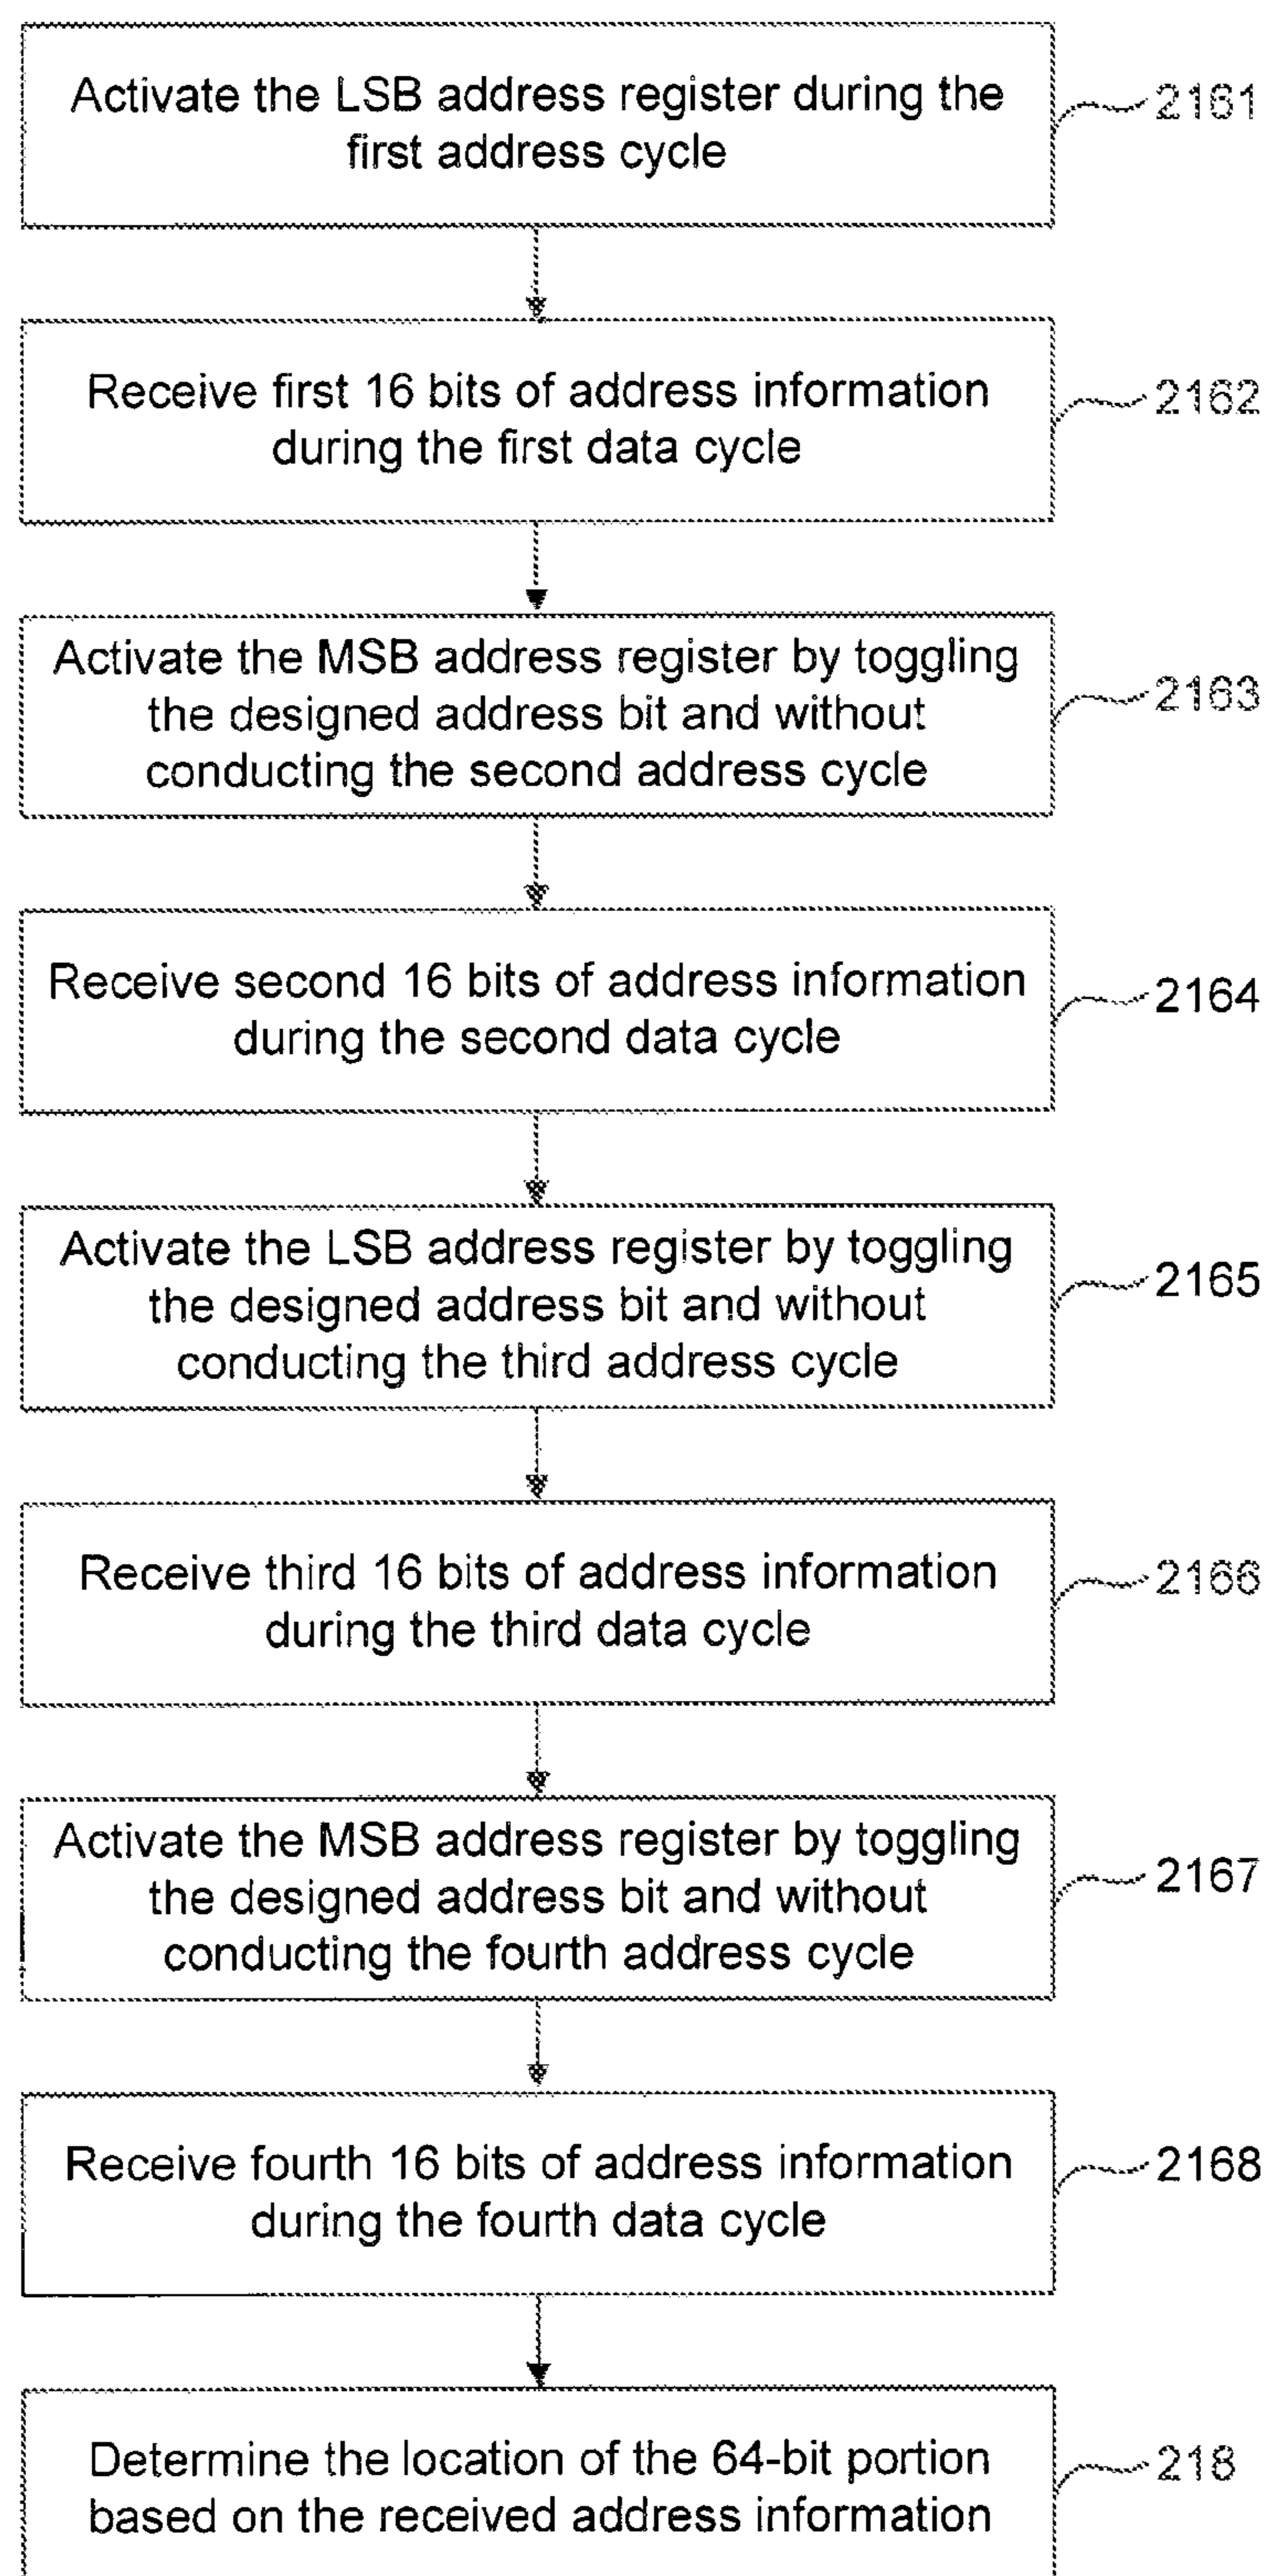 Activate the LSB address register during the
first address cycle
2161
Receive first 16 bits of address information
during the first data cycle
2162
Activate the MSB address register by toggling
the designed address bit and without
conducting the second address cycle
2163
Receive second 16 bits of address information
during the second data cycle
2164
Activate the LSB address register by toggling
the designed address bit and without
conducting the third address cycle
2165
Receive third 16 bits of address information
during the third data cycle
2166
Activate the MSB address register by toggling
the designed address bit and without
conducting the fourth address cycle
2167
Receive fourth 16 bits of address information
during the fourth data cycle
2168
Determine the location of the 64-bit portion
based on the received address information
218